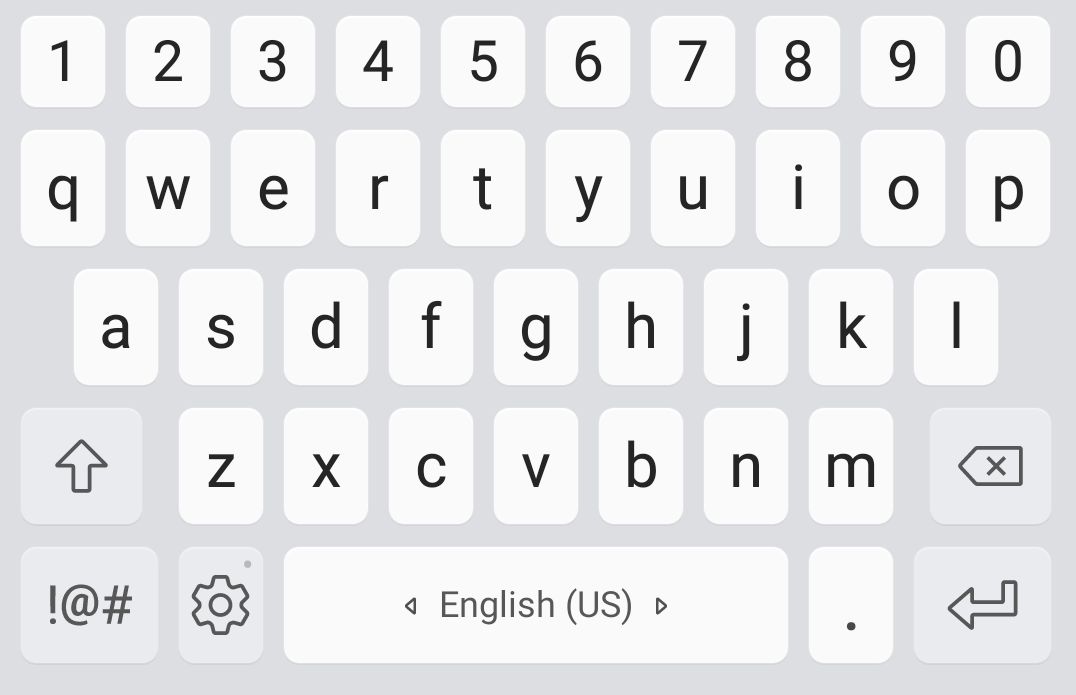 1 2 3 4 5 6 7 8 9 0
q w e r t y u i o p
a s d f g h j k l
z x c v b n m
!@# English (US) .